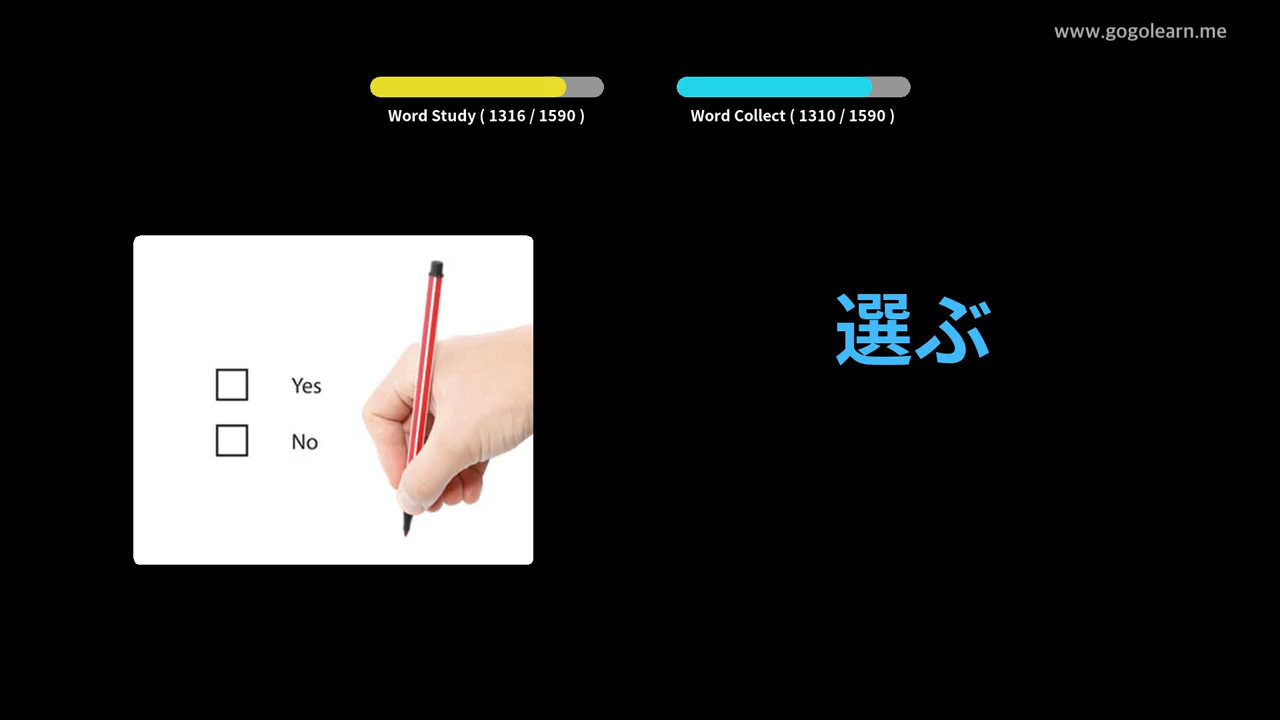 www.gogolearn.me
Word Study ( 1316 / 1590 )
Word Collect ( 1310 / 1590 )
選ぶ
Yes
No